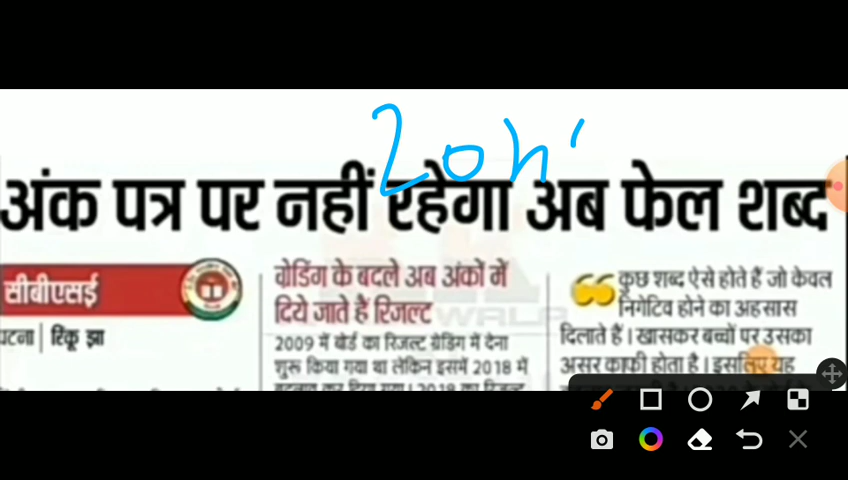 अंक पत्र पर नहीं रहेगा अब फेल शब्द
सीबीएसई
पटना | रिंकू झा
ग्रेडिंग के बदले अब अंकों में
दिये जाते हैं रिजल्ट
2009 में बोर्ड का रिजल्ट ग्रेडिंग में देना
शुरू किया गया था लेकिन इसमें 2018 में
कुछ शब्द ऐसे होते हैं जो केवल
निगेटिव होने का अहसास
दिलाते हैं। खासकर बच्चों पर उसका
असर काफी होता है। इसलिए यह